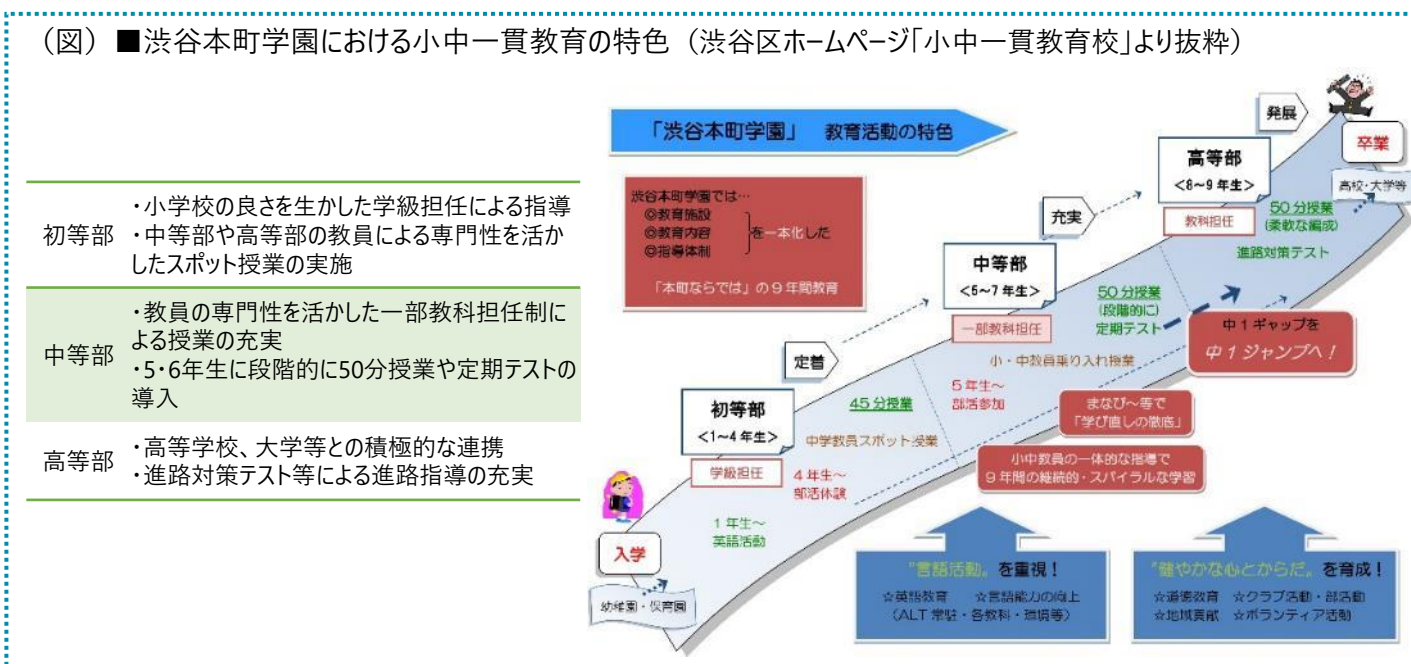 （図）■渋谷本町学園における小中一貫教育の特色（渋谷区ホームページ「小中一貫教育校」より抜粋）
初等部
・小学校の良さを生かした学級担任による指導
・中等部や高等部の教員による専門性を活か
したスポット授業の実施
中等部
・教員の専門性を活かした一部教科担任制に
よる授業の充実
・5・6年生に段階的に50分授業や定期テストの
導入
高等部
・高等学校、大学等との積極的な連携
・進路対策テスト等による進路指導の充実
「渋谷本町学園」　教育活動の特色
渋谷本町学園では…
◎教育施設
◎教育内容
◎指導体制
を一本化した
「本町ならでは」の９年間教育
入学
幼稚園・保育園
初等部
<1～4年生>
学級担任
1年生～
英語活動
4年生～
部活体験
45分授業
中学教員スポット授業
定着
中等部
<5～7年生>
一部教科担任
小・中教員乗り入れ授業
5年生～
部活参加
50分授業
(段階的に)
定期テスト
充実
高等部
<8～9年生>
教科担任
50分授業
(柔軟な編成)
進路対策テスト
発展
卒業
高校・大学等
中１ギャップを
中１ジャンプへ！
まなび～等で
「学び直しの徹底」
小中教員の一体的な指導で
９年間の継続的・スパイラルな学習
"言語活動。を重視！
☆英語教育　☆言語能力の向上
（ALT常駐・各教科・環境等）
"健やかな心とからだ。を育成！
☆道徳教育　☆クラブ活動・部活動
☆地域貢献　☆ボランティア活動